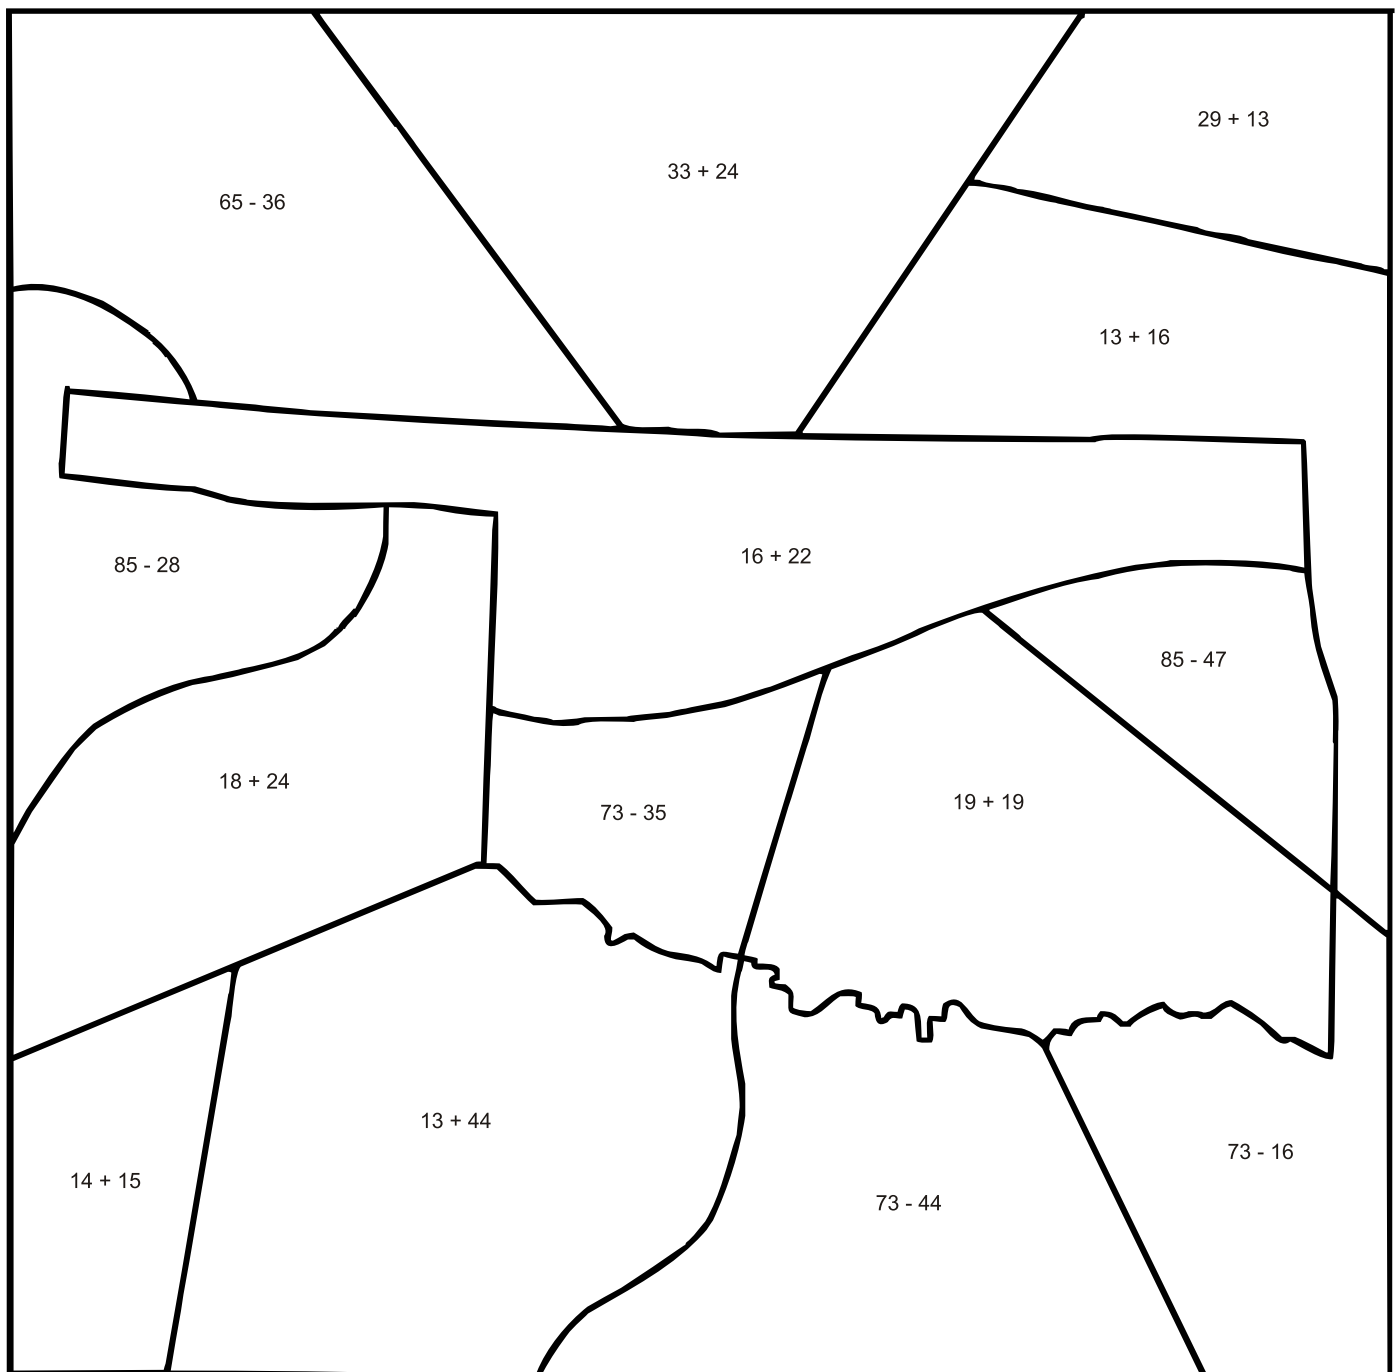 29 + 13
33 + 24
65 - 36
13 + 16
16 + 22
85 - 28
85 - 47
18 + 24
19 + 19
73 - 35
13 + 44
73 - 16
14 + 15
73 - 44